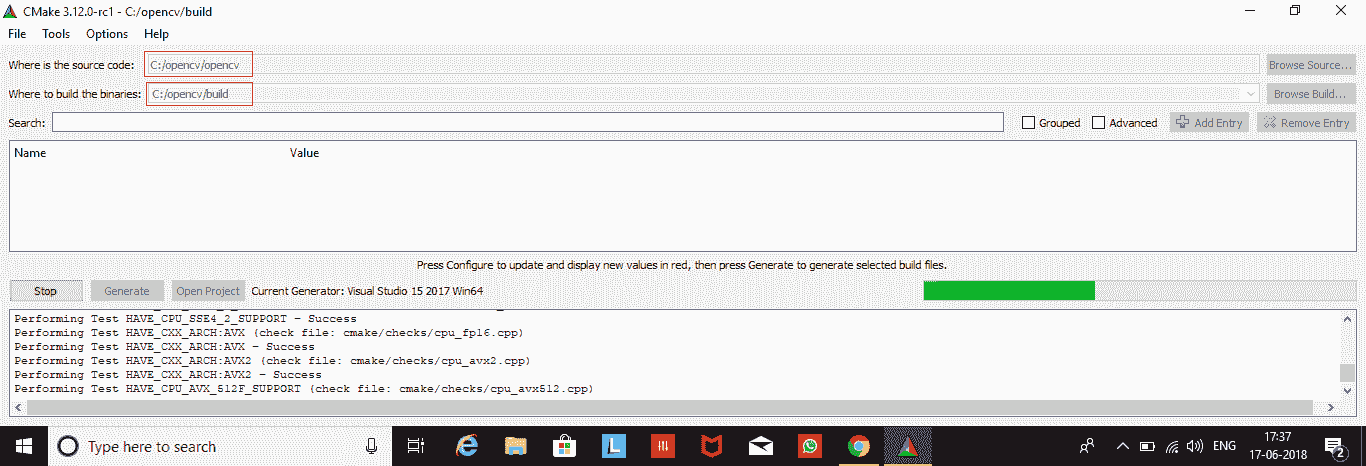 CMake 3.12.0-rc1 - C:/opencv/build
File Tools Options Help
Where is the source code: C:/opencv/opencv Browse Source...
Where to build the binaries: C:/opencv/build Browse Build...
Search: Grouped Advanced Add Entry Remove Entry
Name Value
Press Configure to update and display new values in red, then press Generate to generate selected build files.
Stop Generate Open Project Current Generator: Visual Studio 15 2017 Win64
Performing Test HAVE_CPU_SSE4_2_SUPPORT - Success
Performing Test HAVE_CXX_ARCH:AVX (check file: cmake/checks/cpu_fp16.cpp)
Performing Test HAVE_CXX_ARCH:AVX - Success
Performing Test HAVE_CXX_ARCH:AVX2 (check file: cmake/checks/cpu_avx2.cpp)
Performing Test HAVE_CXX_ARCH:AVX2 - Success
Performing Test HAVE_CPU_AVX_512F_SUPPORT (check file: cmake/checks/cpu_avx512.cpp)
Type here to search L ENG 17:37
17-06-2018 2